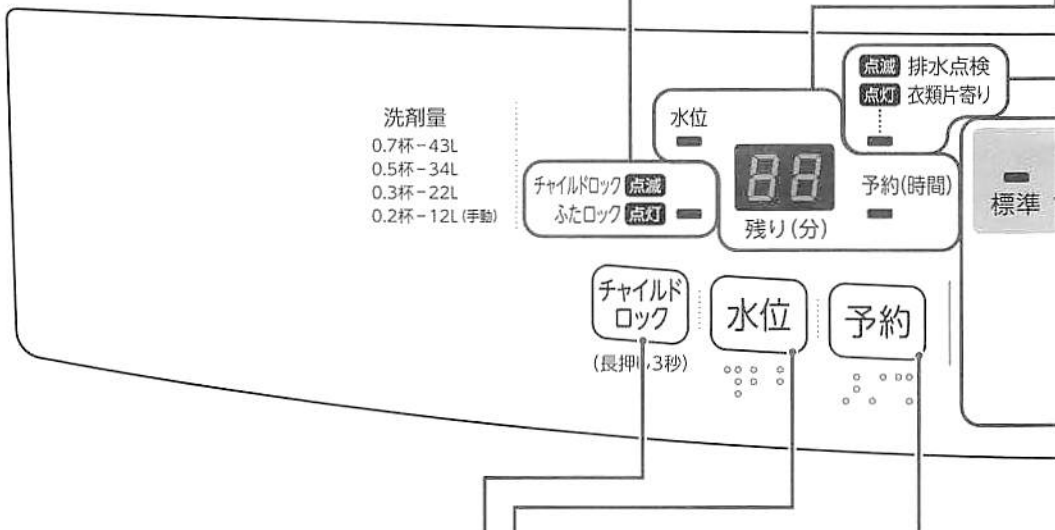 洗剤量
0.7杯-43L
0.5杯-34L
0.3杯-22L
0.2杯-12L(手動)
点滅 排水点検
点灯 衣類片寄り
水位
チャイルドロック 点滅
ふたロック 点灯
88
残り(分)
予約(時間)
標準
チャイルド
ロック
(長押し3秒)
水位
予約